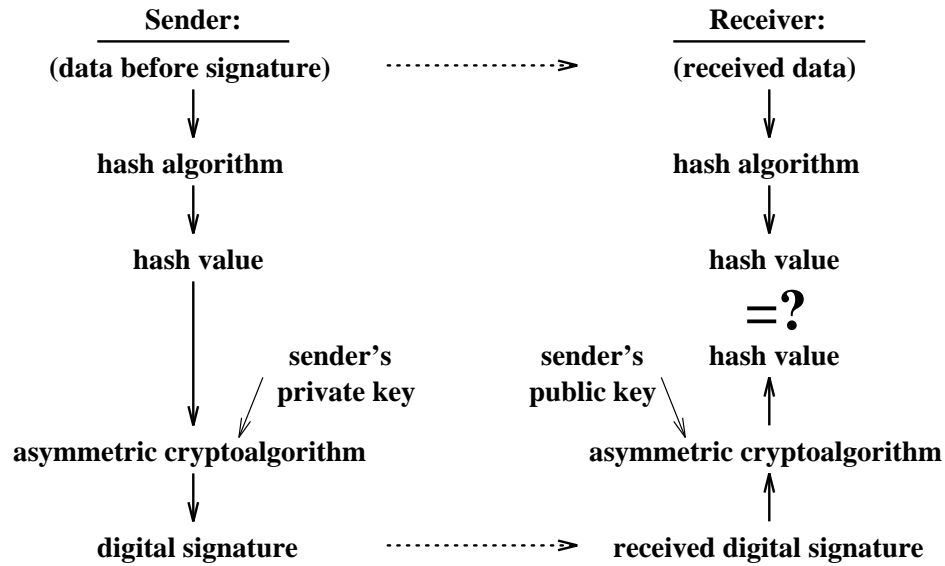 Sender:
(data before signature)
hash algorithm
hash value
sender's
private key
asymmetric cryptoalgorithm
digital signature
Receiver:
(received data)
hash algorithm
hash value
=?
hash value
sender's
public key
asymmetric cryptoalgorithm
received digital signature